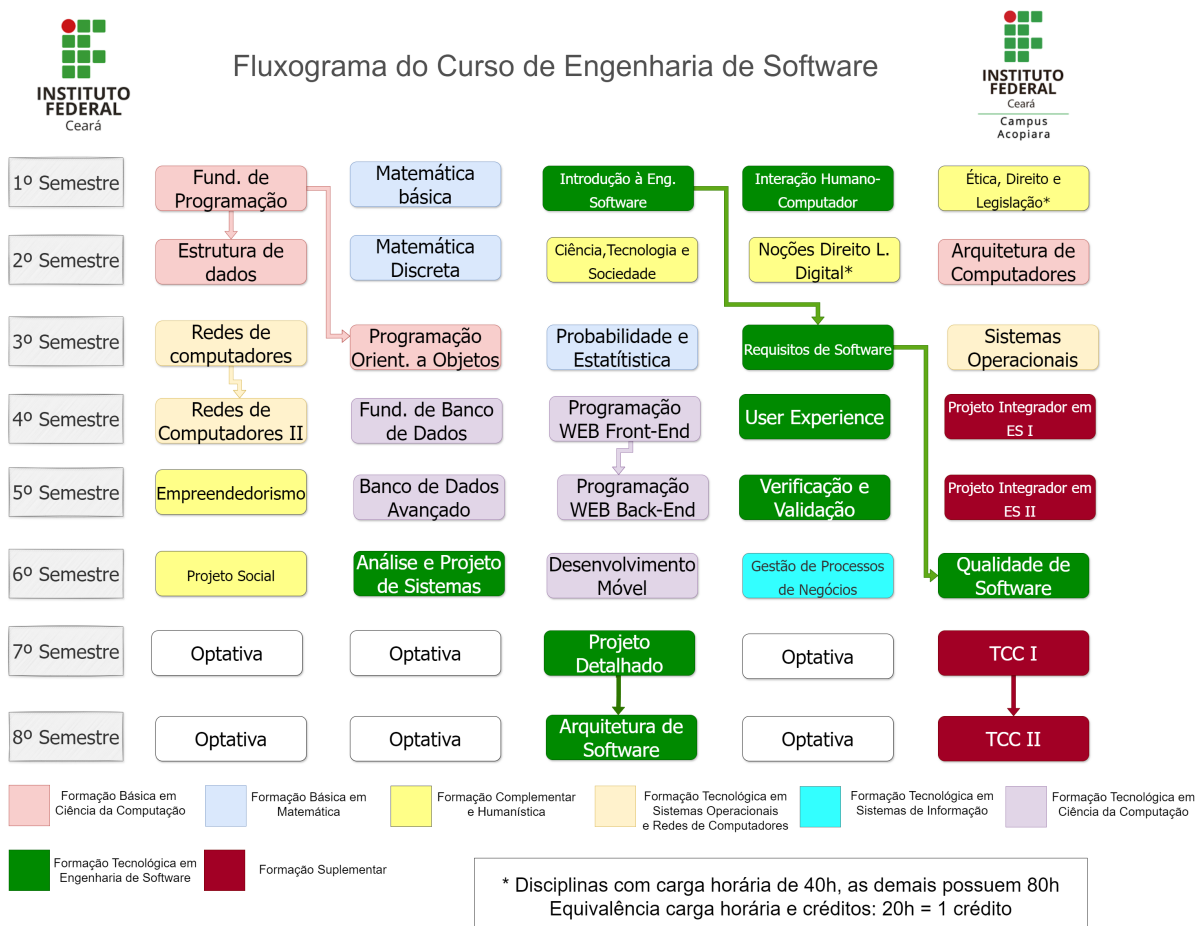 INSTITUTO
FEDERAL
Ceará
Fluxograma do Curso de Engenharia de Software
INSTITUTO
FEDERAL
Ceará
Campus
Acopiara
1º Semestre
Fund. de
Programação
Matemática
básica
Introdução à Eng.
Software
Interação Humano-
Computador
Ética, Direito e
Legislação*
2º Semestre
Estrutura de
dados
Matemática
Discreta
Ciência,Tecnologia e
Sociedade
Noções Direito L.
Digital*
Arquitetura de
Computadores
3º Semestre
Redes de
computadores
Programação
Orient. a Objetos
Probabilidade e
Estatítistica
Requisitos de Software
Sistemas
Operacionais
4º Semestre
Redes de
Computadores II
Fund. de Banco
de Dados
Programação
WEB Front-End
User Experience
Projeto Integrador em
ES I
5º Semestre
Empreendedorismo
Banco de Dados
Avançado
Programação
WEB Back-End
Verificação e
Validação
Projeto Integrador em
ES II
6º Semestre
Projeto Social
Análise e Projeto
de Sistemas
Desenvolvimento
Móvel
Gestão de Processos
de Negócios
Qualidade de
Software
7º Semestre
Optativa
Optativa
Projeto
Detalhado
Optativa
TCC I
8º Semestre
Optativa
Optativa
Arquitetura de
Software
Optativa
TCC II
Formação Básica em
Ciência da Computação
Formação Básica em
Matemática
Formação Complementar
e Humanística
Formação Tecnológica em
Sistemas Operacionais
e Redes de Computadores
Formação Tecnológica em
Sistemas de Informação
Formação Tecnológica em
Ciência da Computação
Formação Tecnológica em
Engenharia de Software
Formação Suplementar
* Disciplinas com carga horária de 40h, as demais possuem 80h
Equivalência carga horária e créditos: 20h = 1 crédito